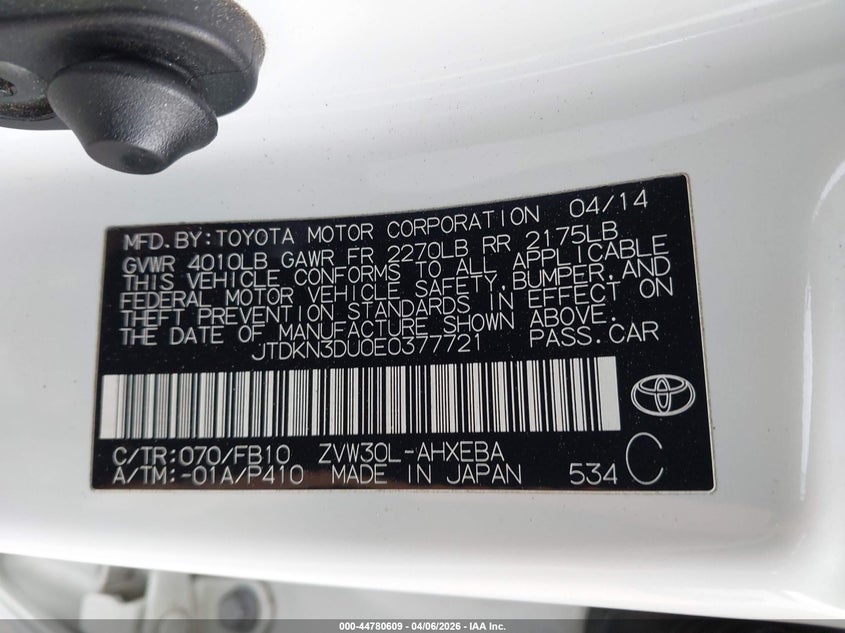 MFD. BY: TOYOTA MOTOR CORPORATION 04/14
GVWR 4010LB GAWR FR 2270LB RR 2175LB
THIS VEHICLE CONFORMS TO ALL APPLICABLE
FEDERAL MOTOR VEHICLE SAFETY, BUMPER, AND
THEFT PREVENTION STANDARDS IN EFFECT ON
THE DATE OF MANUFACTURE SHOWN ABOVE.
JTDKN3DU0E0377721 PASS. CAR
C/TR: 070/FB10 ZVW30L-AHXEBA
A/TM: -01A/P410 MADE IN JAPAN 534 C
000-44780609 - 04/06/2026 - IAA Inc.